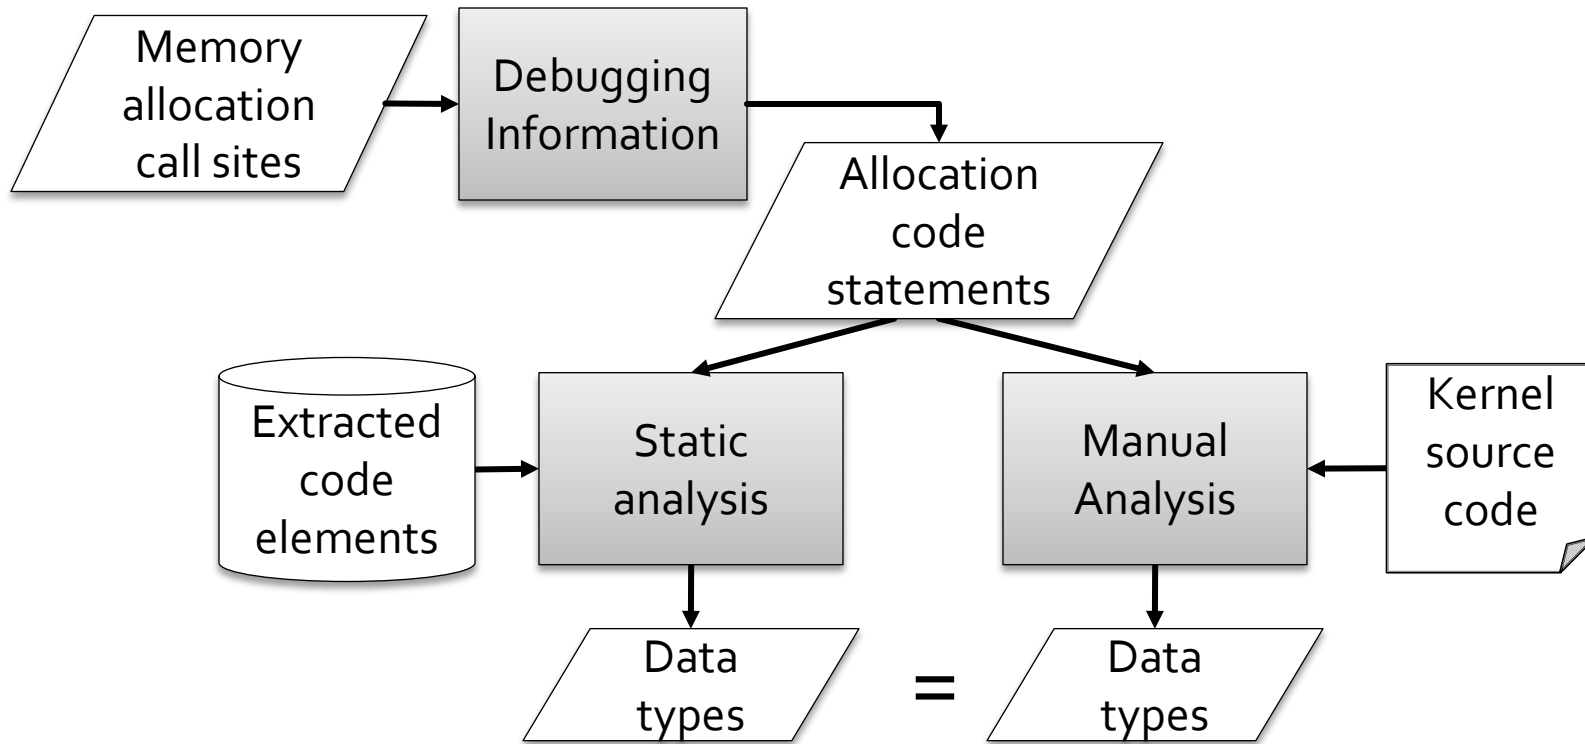 Memory
allocation
call sites
Debugging
Information
Allocation
code
statements
Extracted
code
elements
Static
analysis
Manual
Analysis
Kernel
source
code
Data
types
=
Data
types